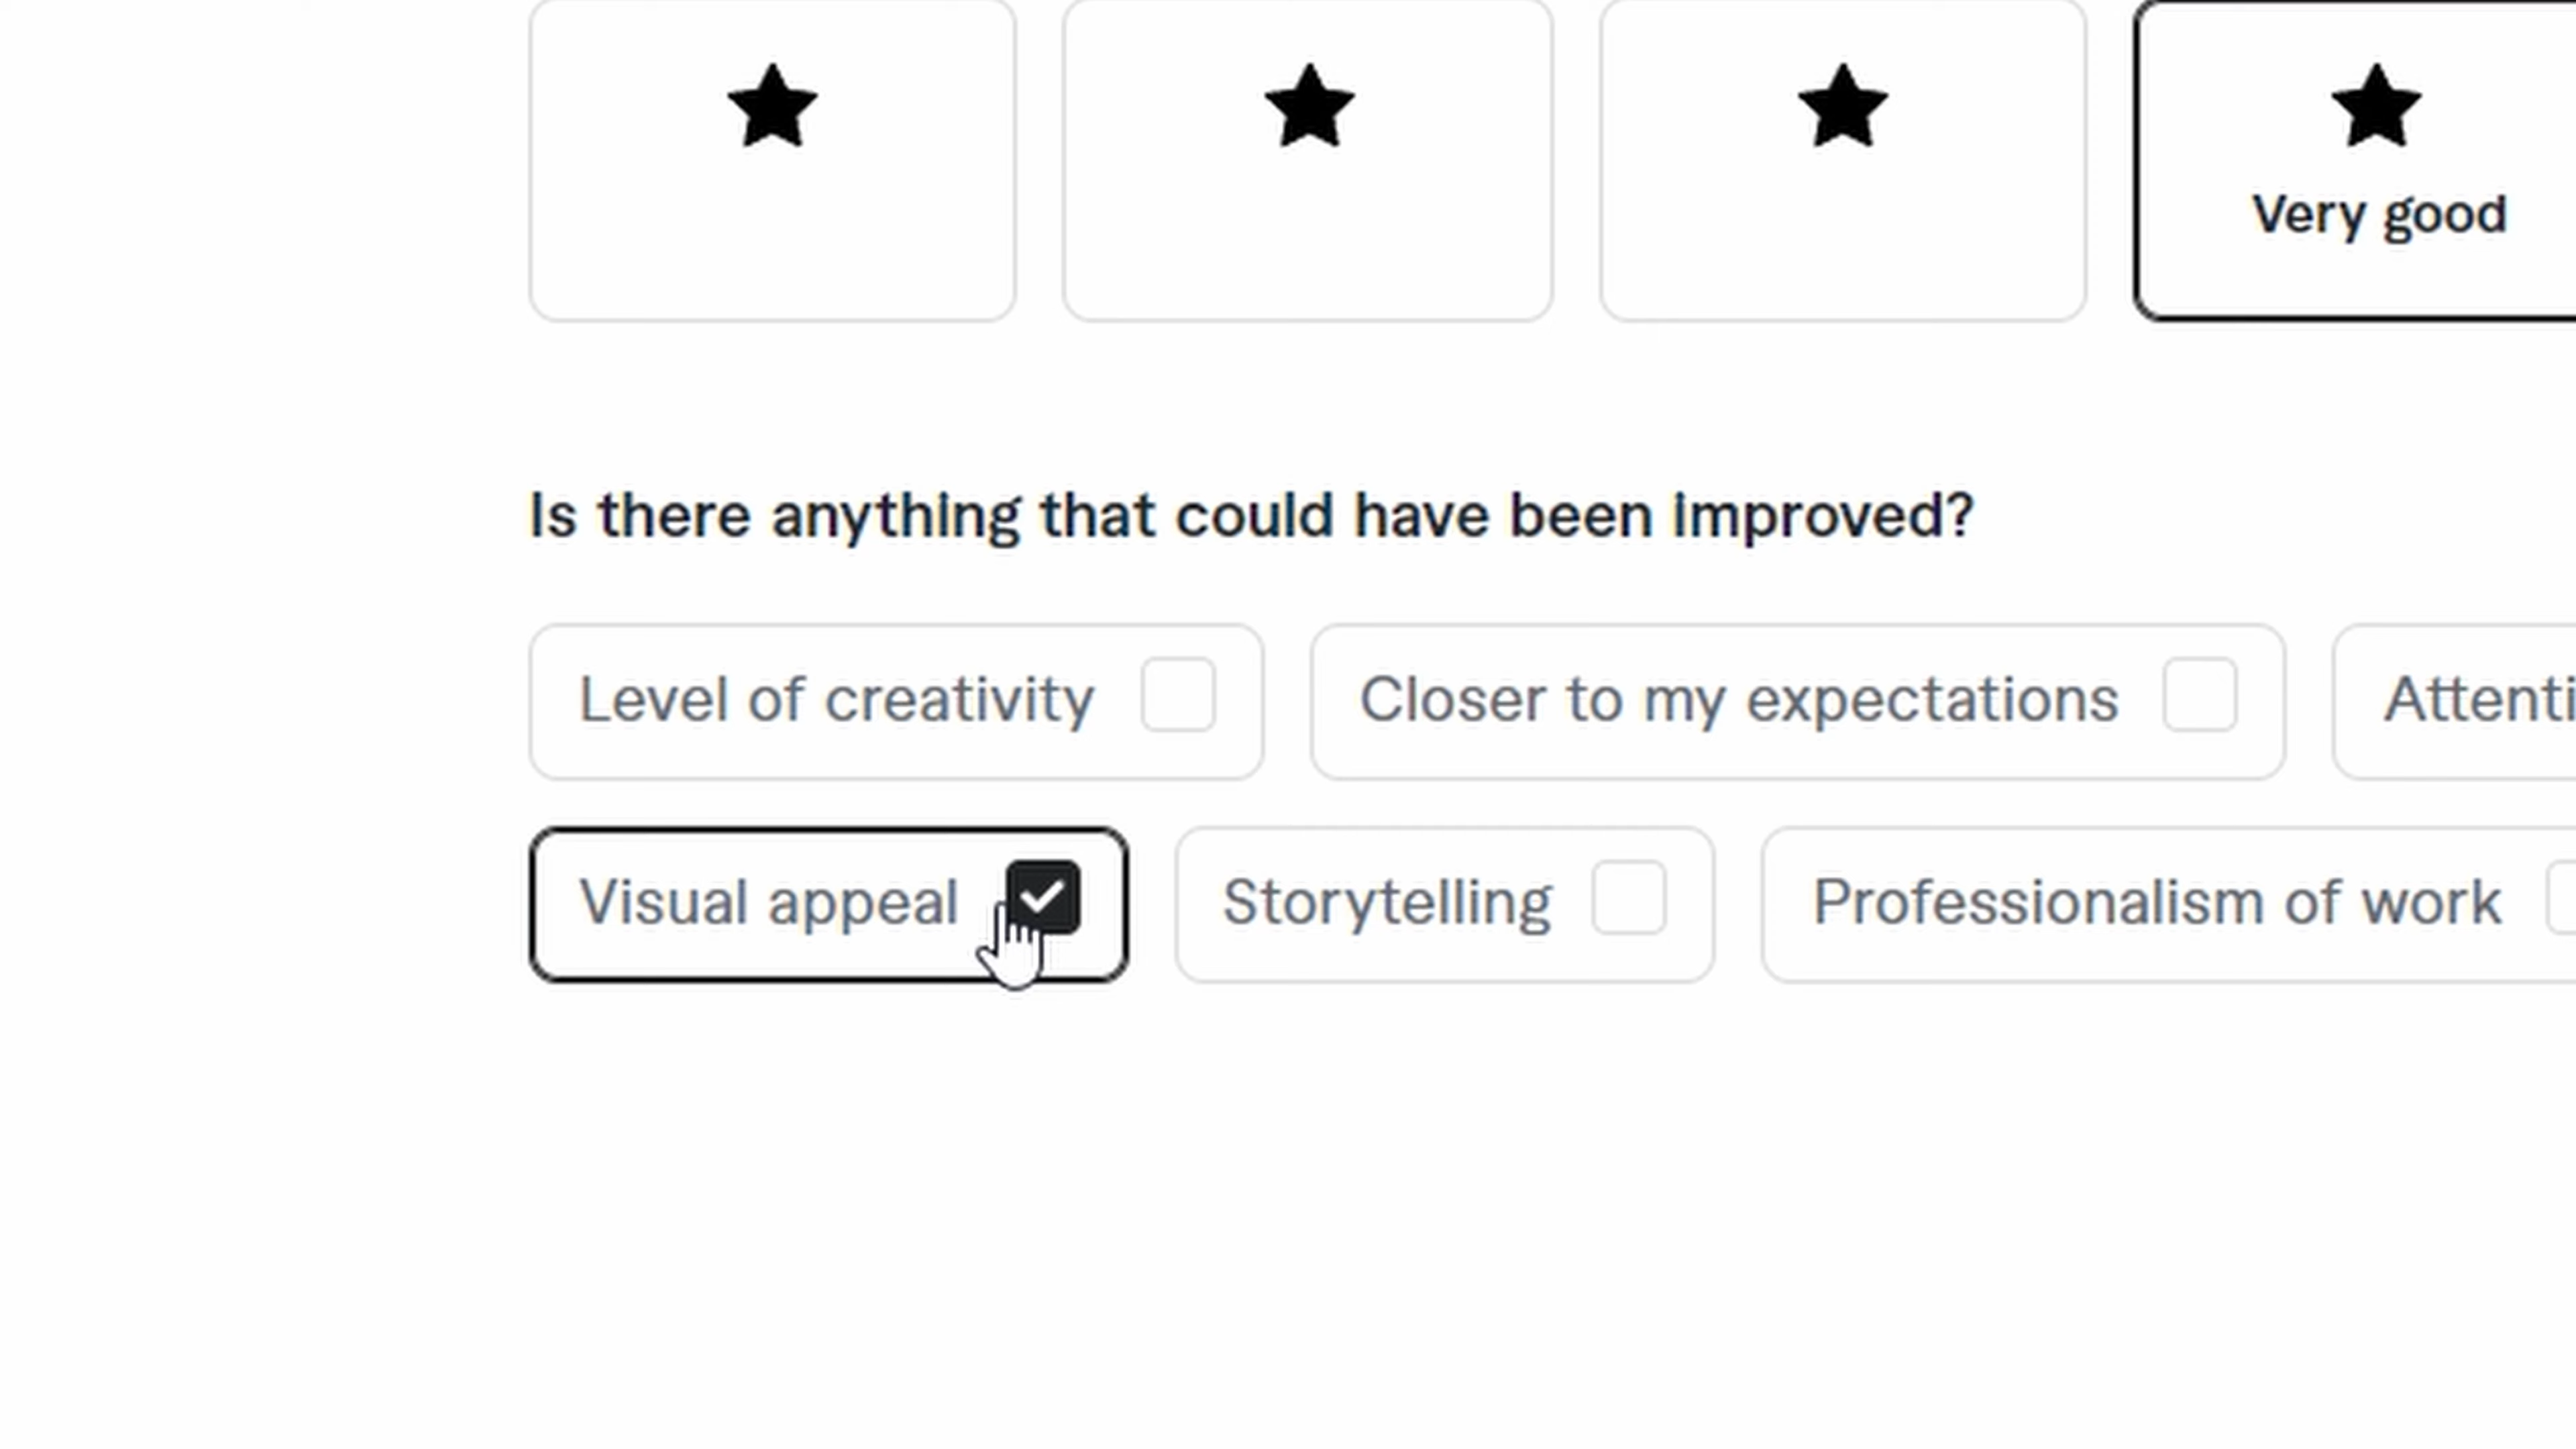 Very good
Is there anything that could have been improved?
Level of creativity Closer to my expectations
Visual appeal Storytelling Professionalism of work